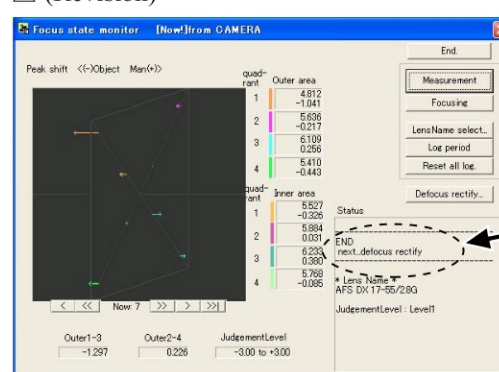 (Revision)
Focus state monitor [Now!]from CAMERA
End.
Peak shift <(-)Object Man(+)>
quad-
rant Outer area
1 4.812
-1.041
2 5.636
-0.217
3 6.109
0.256
4 5.410
-0.443
Measurement
Focusing
LensName select..
Log period
Reset all log.
Defocus rectify..
quad-
rant Inner area
1 5.527
-0.326
2 5.884
0.031
3 6.233
0.380
4 5.768
-0.085
Status
END
next..defocus rectify
* Lens Name *
AFS DX 17-55/2.8G
JudgementLevel : Level1
< << Now: 7 >> > >>|
Outer1-3 Outer2-4 JudgementLevel
-1.297 0.226 -3.00 to +3.00